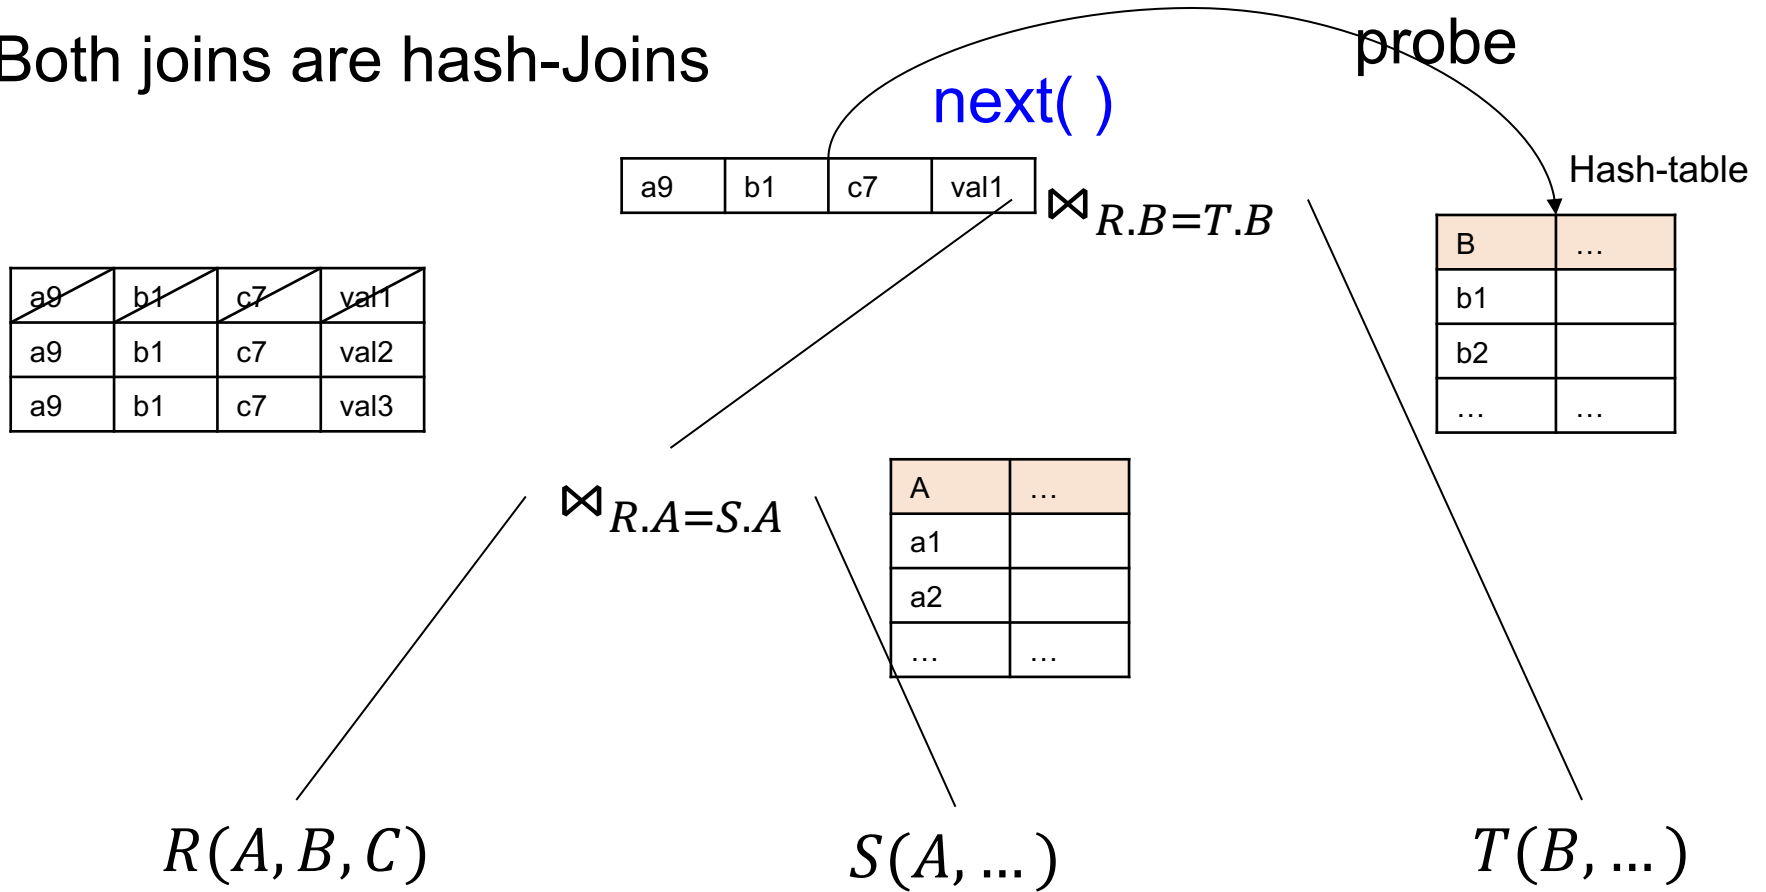 Both joins are hash-Joins
probe
next( )
Hash-table
a9 b1 c7 val1
⋈R.B=T.B
B …
b1
b2
… …
a9 b1 c7 val1
a9 b1 c7 val2
a9 b1 c7 val3
⋈R.A=S.A
A …
a1
a2
… …
R(A, B, C)
S(A, … )
T(B, … )